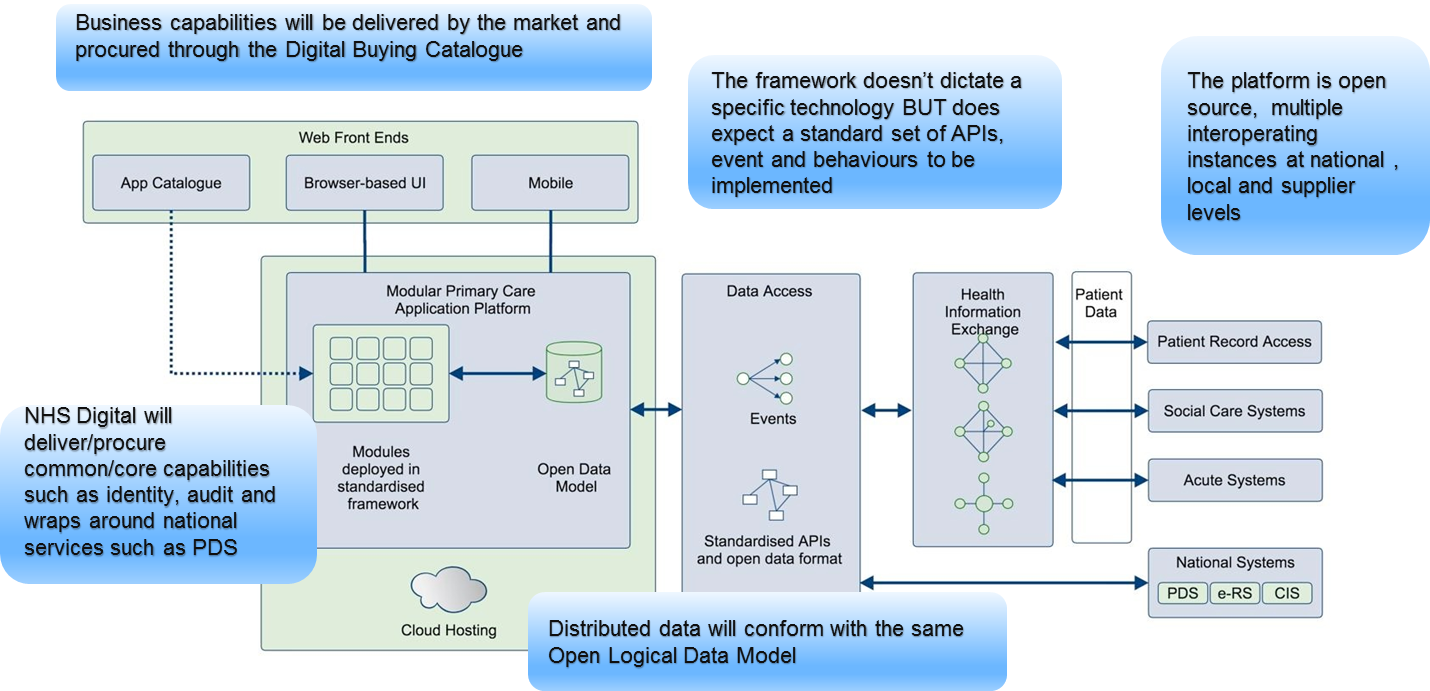 Business capabilities will be delivered by the market and
procured through the Digital Buying Catalogue
The framework doesn’t dictate a
specific technology BUT does
expect a standard set of APIs,
event and behaviours to be
implemented
The platform is open
source, multiple
interoperating
instances at national ,
local and supplier
levels
Web Front Ends
App Catalogue
Browser-based UI
Mobile
Modular Primary Care
Application Platform
Modules
deployed in
standardised
framework
Open Data
Model
Cloud Hosting
NHS Digital will
deliver/procure
common/core capabilities
such as identity, audit and
wraps around national
services such as PDS
Data Access
Events
Standardised APIs
and open data format
Health
Information
Exchange
Patient
Data
Patient Record Access
Social Care Systems
Acute Systems
National Systems
PDS
e-RS
CIS
Distributed data will conform with the same
Open Logical Data Model